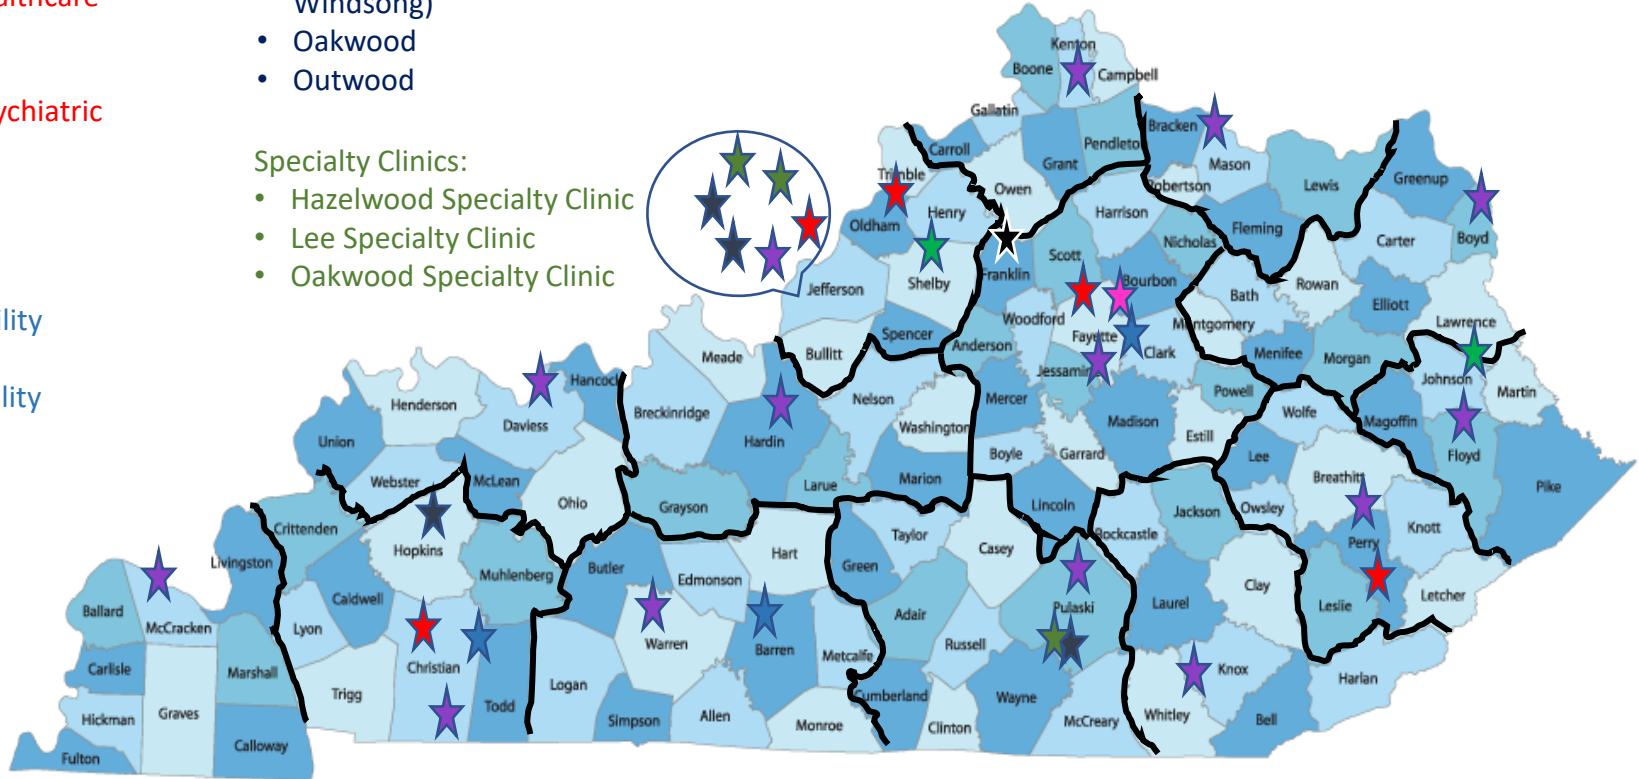 althcare
ychiatric
ility
lity
Windsong)
• Oakwood
• Outwood
Specialty Clinics:
• Hazelwood Specialty Clinic
• Lee Specialty Clinic
• Oakwood Specialty Clinic
Kenton
Boone
Campbell
Gallatin
Bracken
Carroll
Grant
Pendleton
Mason
Trimble
Owen
Robertson
Lewis
Greenup
Henry
Harrison
Oldham
Fleming
Nicholas
Carter
Boyd
Scott
Franklin
Shelby
Jefferson
Bourbon
Bath
Rowan
Elliott
Woodford
Montgomery
Lawrence
Spencer
Fayette
Anderson
Clark
Bullitt
Meade
Menifee
Morgan
Jessamine
Johnson
Hancock
Powell
Martin
Henderson
Breckinridge
Nelson
Mercer
Wolfe
Daviess
Washington
Madison
Magoffin
Union
Hardin
Estill
Boyle
Garrard
Lee
Floyd
Webster
McLean
Larue
Marion
Breathitt
Pike
Ohio
Grayson
Lincoln
Owsley
Jackson
Crittenden
Taylor
Rockcastle
Knott
Hopkins
Casey
Perry
Hart
Livingston
Green
Butler
Muhlenberg
Edmonson
Clay
Letcher
Caldwell
Laurel
Leslie
Ballard
Pulaski
Adair
McCracken
Lyon
Warren
Russell
Barren
Metcalfe
Carlisle
Christian
Marshall
Knox
Harlan
Logan
Trigg
Cumberland
Wayne
Todd
Graves
Allen
Whitley
Hickman
Simpson
McCreary
Bell
Monroe
Clinton
Calloway
Fulton